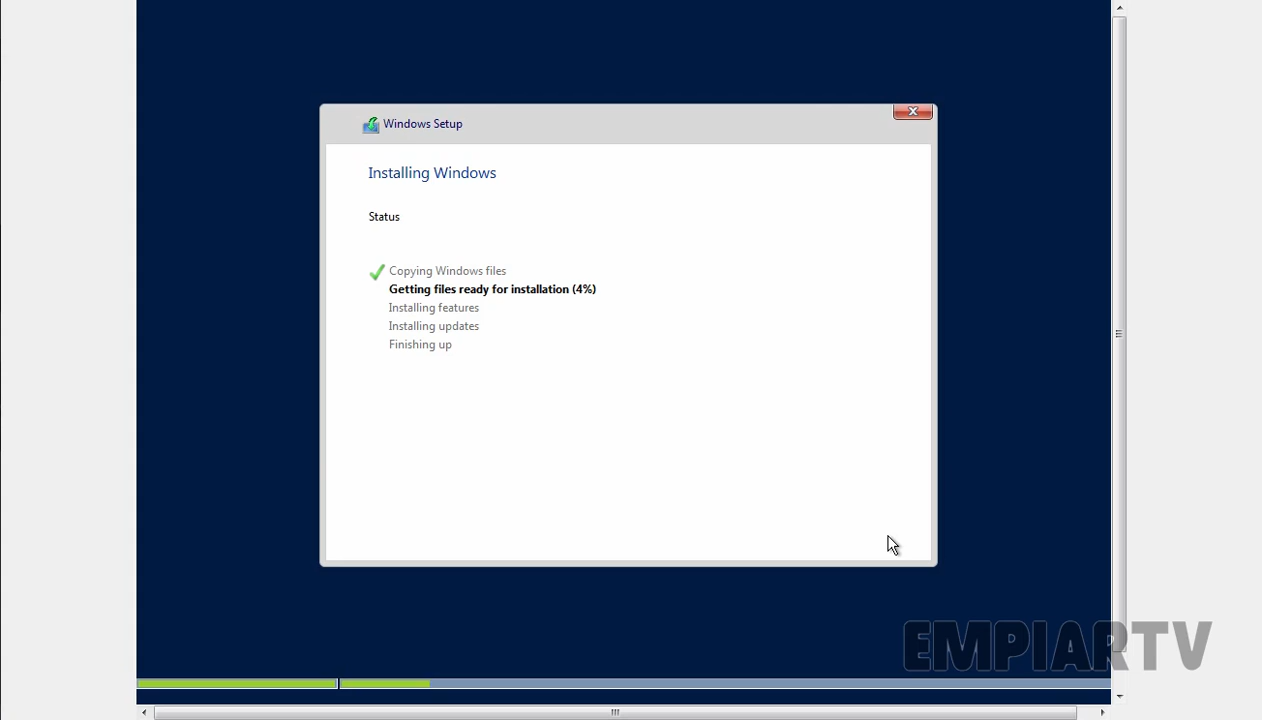 Windows Setup
Installing Windows
Status
Copying Windows files
Getting files ready for installation (4%)
Installing features
Installing updates
Finishing up
EMPIARTV